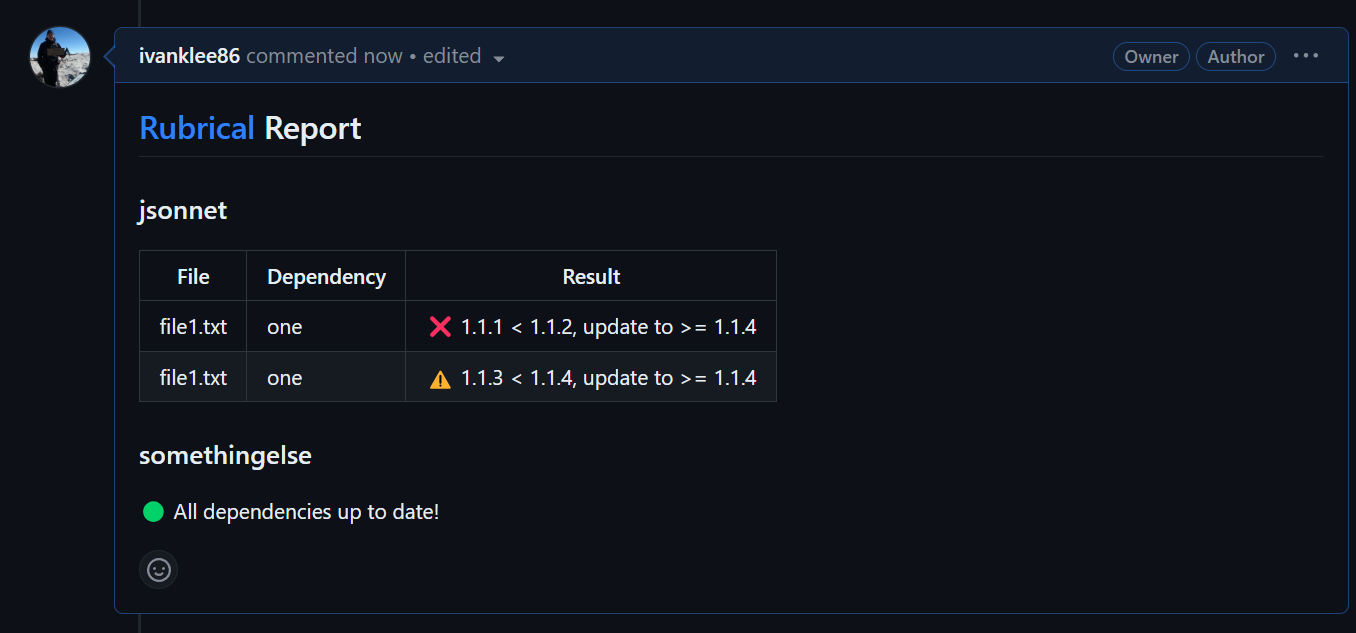 ivanklee86 commented now • edited
Owner
Author
Rubrical Report
jsonnet
File Dependency Result
file1.txt one ❌ 1.1.1 < 1.1.2, update to >= 1.1.4
file1.txt one ⚠️ 1.1.3 < 1.1.4, update to >= 1.1.4
somethingelse
🟢 All dependencies up to date!